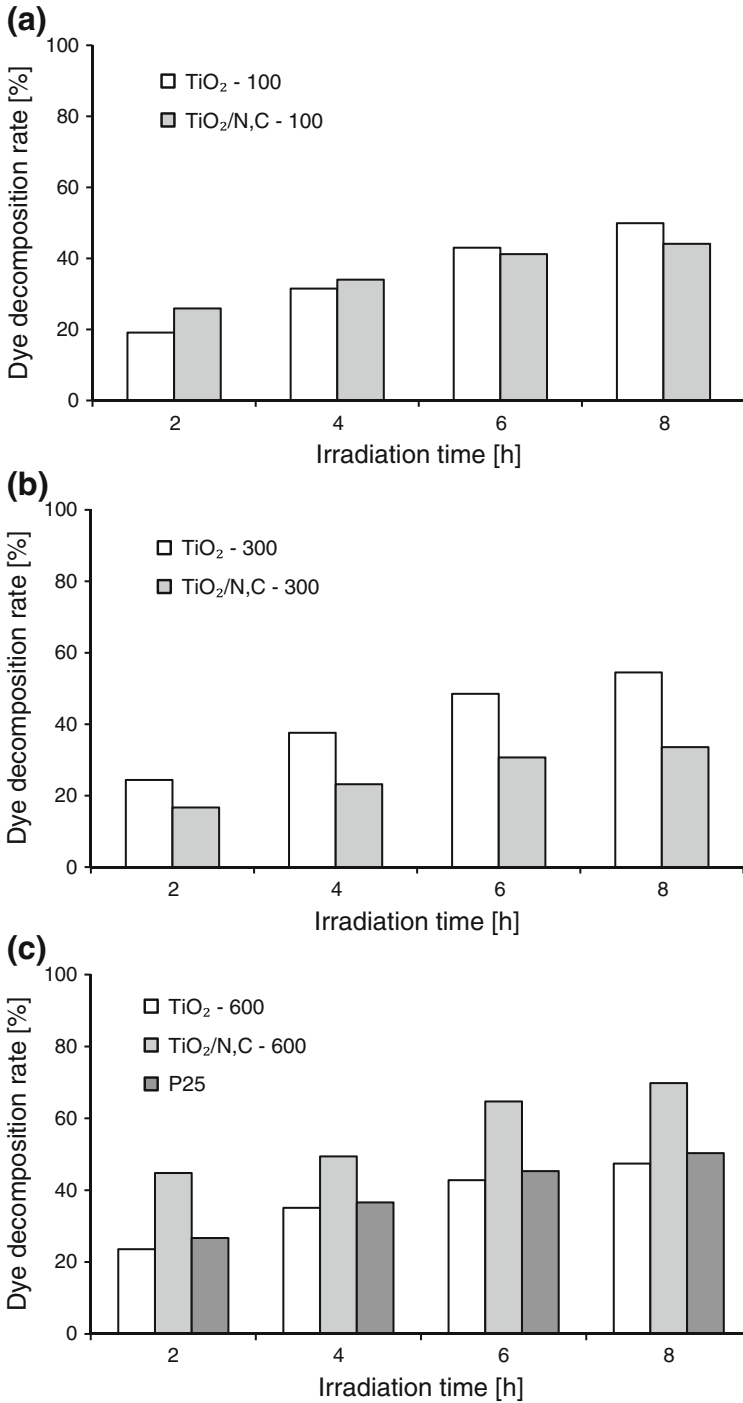 (a)
100
80
60
40
20
0
Dye decomposition rate [%]
TiO₂ - 100
TiO₂/N,C - 100
2 4 6 8
Irradiation time [h]
(b)
100
80
60
40
20
0
Dye decomposition rate [%]
TiO₂ - 300
TiO₂/N,C - 300
2 4 6 8
Irradiation time [h]
(c)
100
80
60
40
20
0
Dye decomposition rate [%]
TiO₂ - 600
TiO₂/N,C - 600
P25
2 4 6 8
Irradiation time [h]